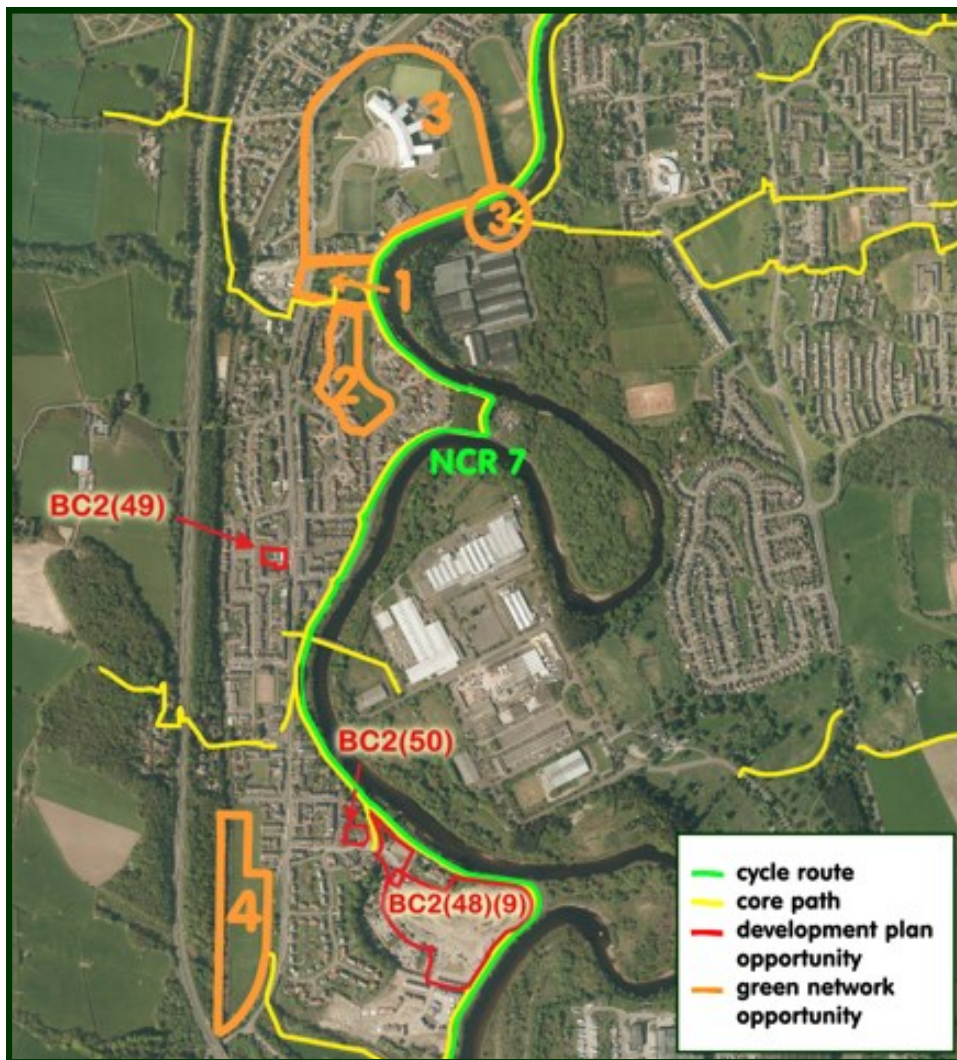 3
3
1
2
NCR 7
BC2(49)
BC2(50)
BC2(48)(9)
4
cycle route
core path
development plan
opportunity
green network
opportunity